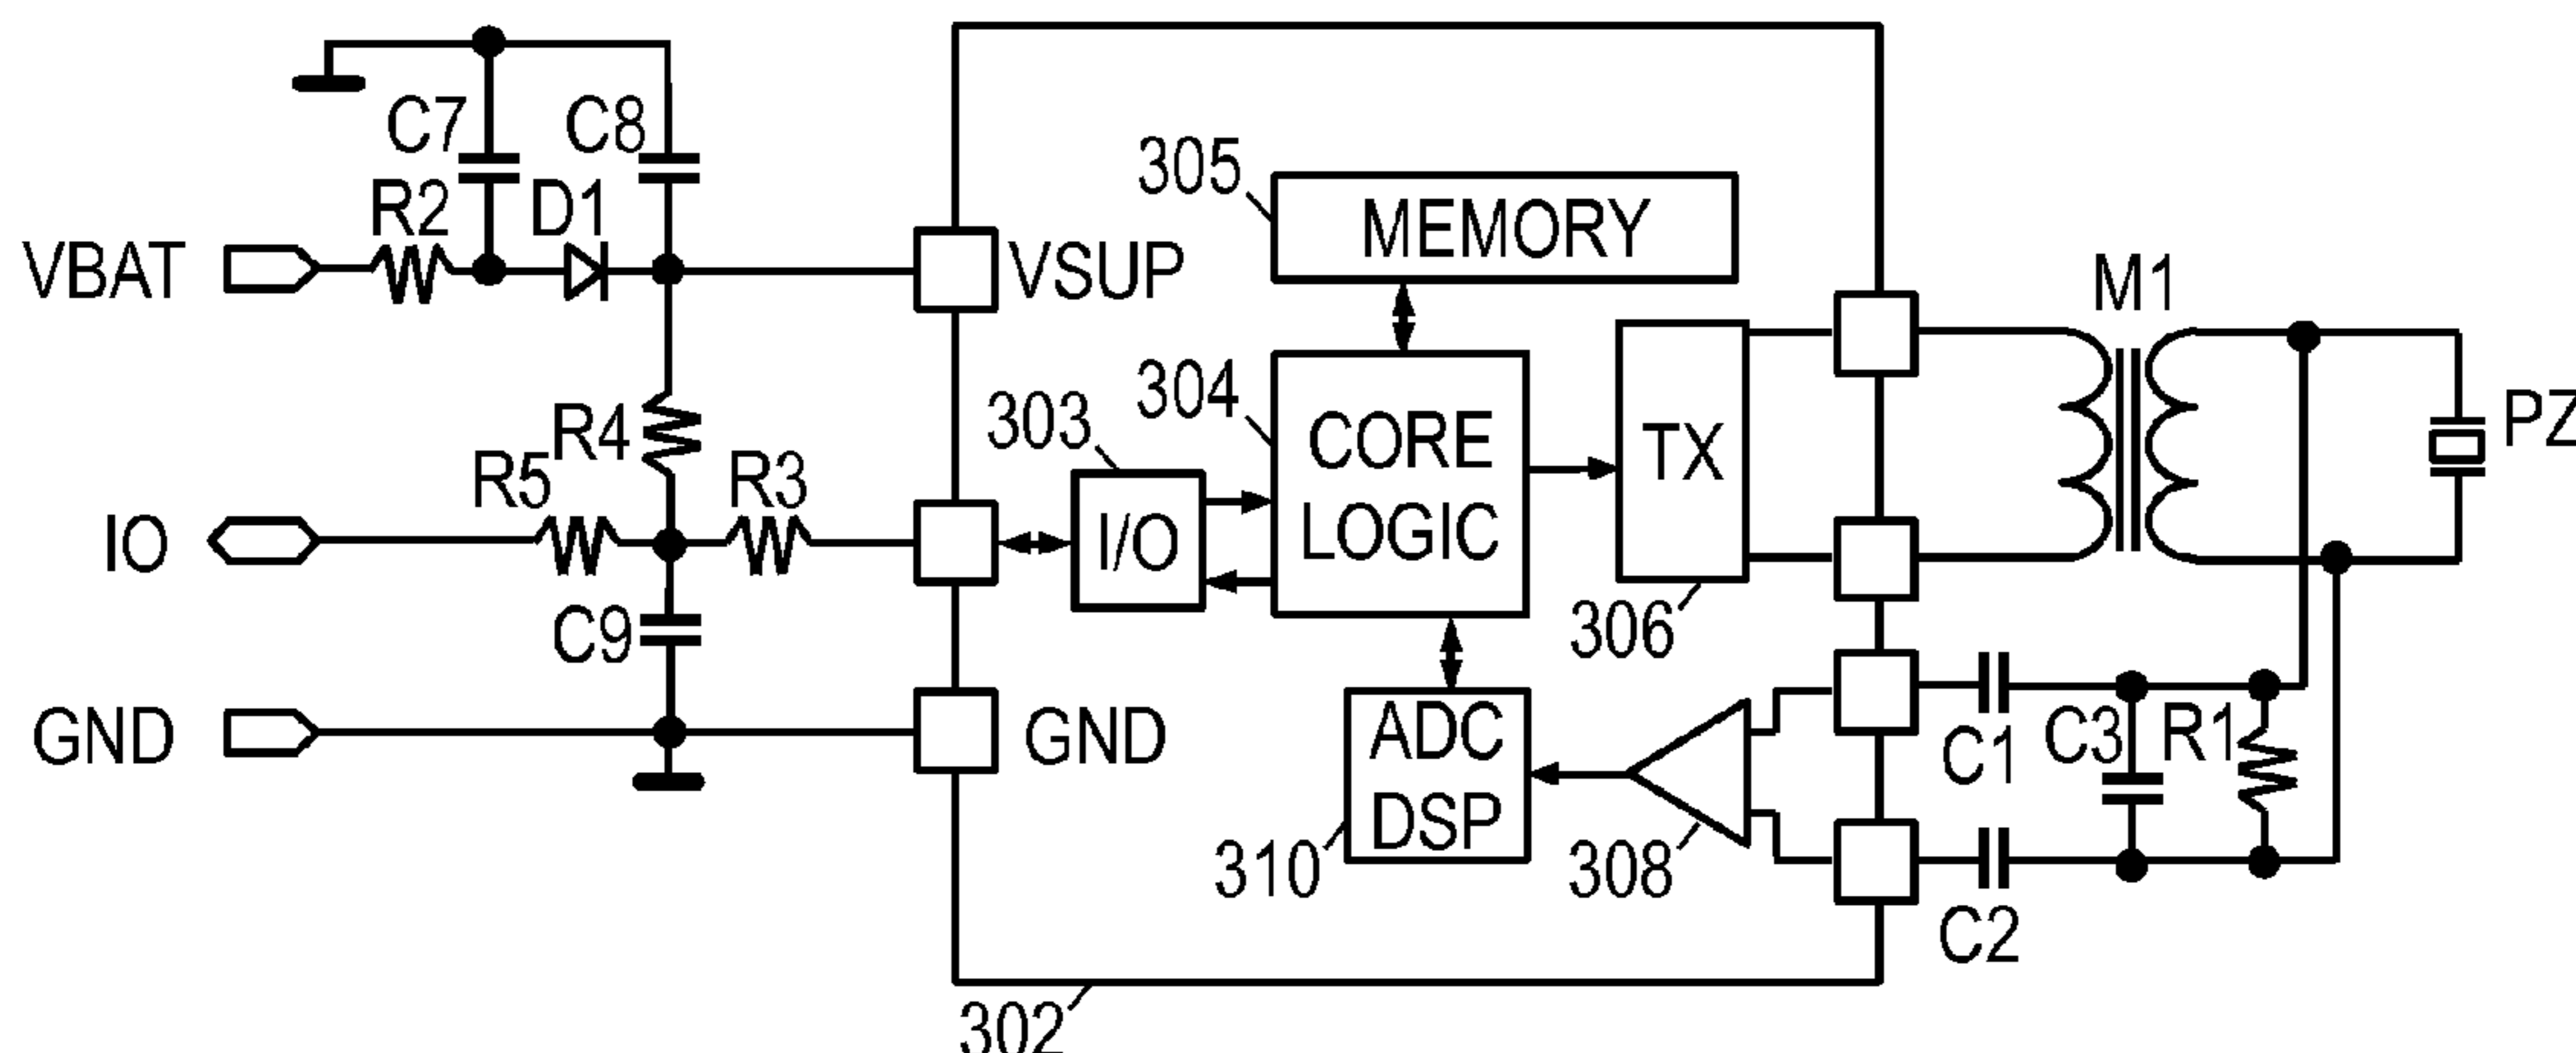 C7
C8
305
MEMORY
R2
D1
VBAT
VSUP
M1
304
303
CORE
LOGIC
TX
PZ
R4
R5
R3
IO
I/O
C9
306
GND
GND
ADC
DSP
C1
C3
R1
310
308
C2
302